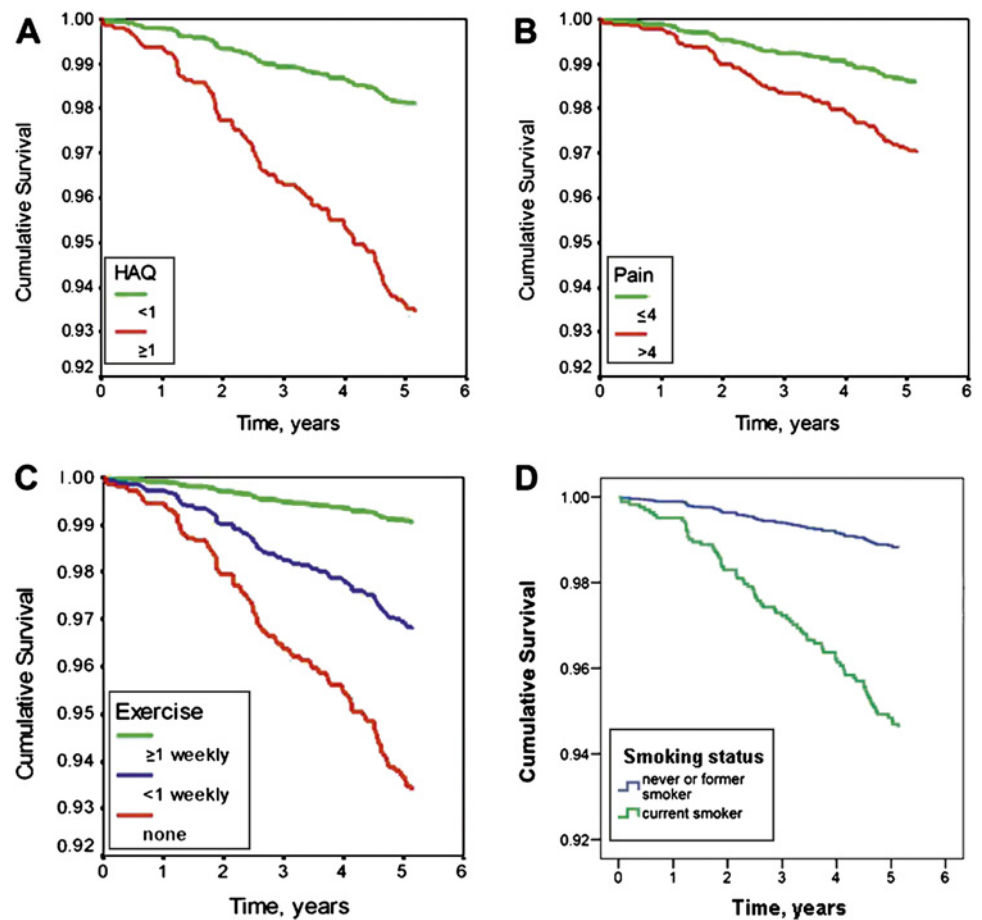 A
1.00
0.99
0.98
0.97
0.96
0.95
0.94
0.93
0.92
Cumulative Survival
HAQ
<1
≥1
0 1 2 3 4 5 6
Time, years
B
1.00
0.99
0.98
0.97
0.96
0.95
0.94
0.93
0.92
Cumulative Survival
Pain
≤4
>4
0 1 2 3 4 5 6
Time, years
C
1.00
0.99
0.98
0.97
0.96
0.95
0.94
0.93
0.92
Cumulative Survival
Exercise
≥1 weekly
<1 weekly
none
0 1 2 3 4 5 6
Time, years
D
1.00
0.98
0.96
0.94
0.92
Cumulative Survival
Smoking status
never or former
smoker
current smoker
0 1 2 3 4 5 6
Time, years